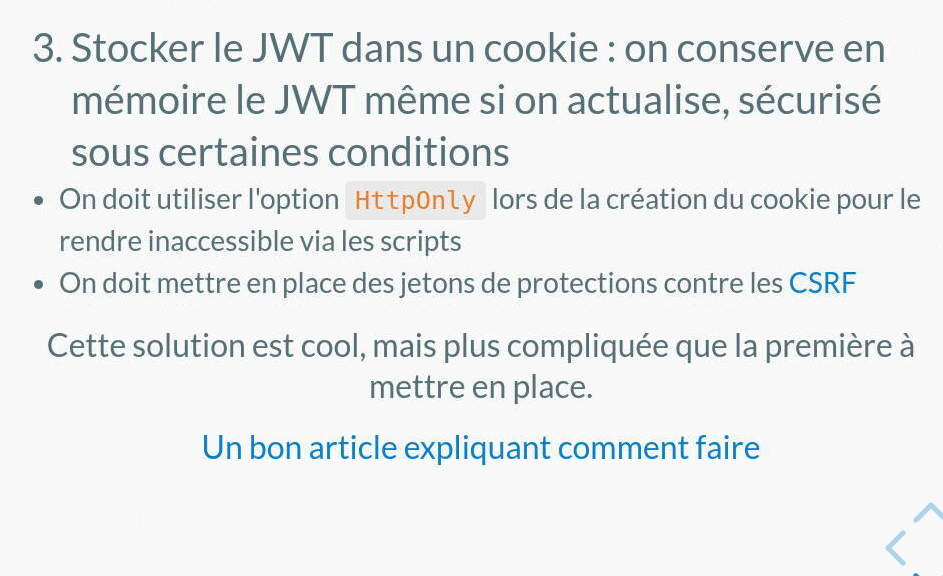 3. Stocker le JWT dans un cookie : on conserve en
mémoire le JWT même si on actualise, sécurisé
sous certaines conditions
• On doit utiliser l'option HttpOnly lors de la création du cookie pour le
rendre inaccessible via les scripts
• On doit mettre en place des jetons de protections contre les CSRF
Cette solution est cool, mais plus compliquée que la première à
mettre en place.
Un bon article expliquant comment faire